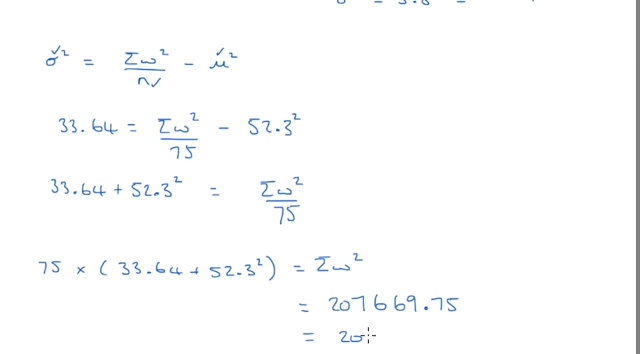 σ² = Σω²/n - μ²
33.64 = Σω²/75 - 52.3²
33.64 + 52.3² = Σω²/75
75 × (33.64 + 52.3²) = Σω²
= 207669.75
= 20